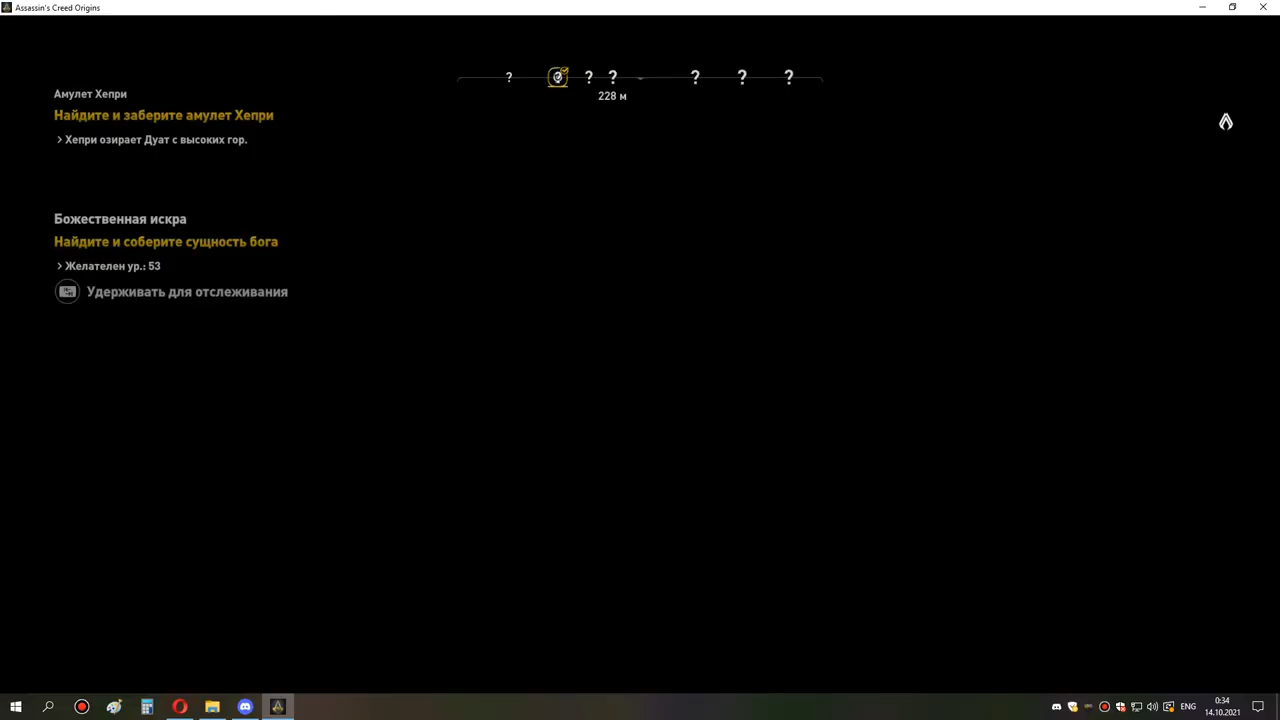 Assassin's Creed Origins
? ? ? ? ? ? ?
228 м
Амулет Хепри
Найдите и заберите амулет Хепри
> Хепри озирает Дуат с высоких гор.
Божественная искра
Найдите и соберите сущность бога
> Желателен ур.: 53
Удерживать для отслеживания
ENG
0:34
14.10.2021